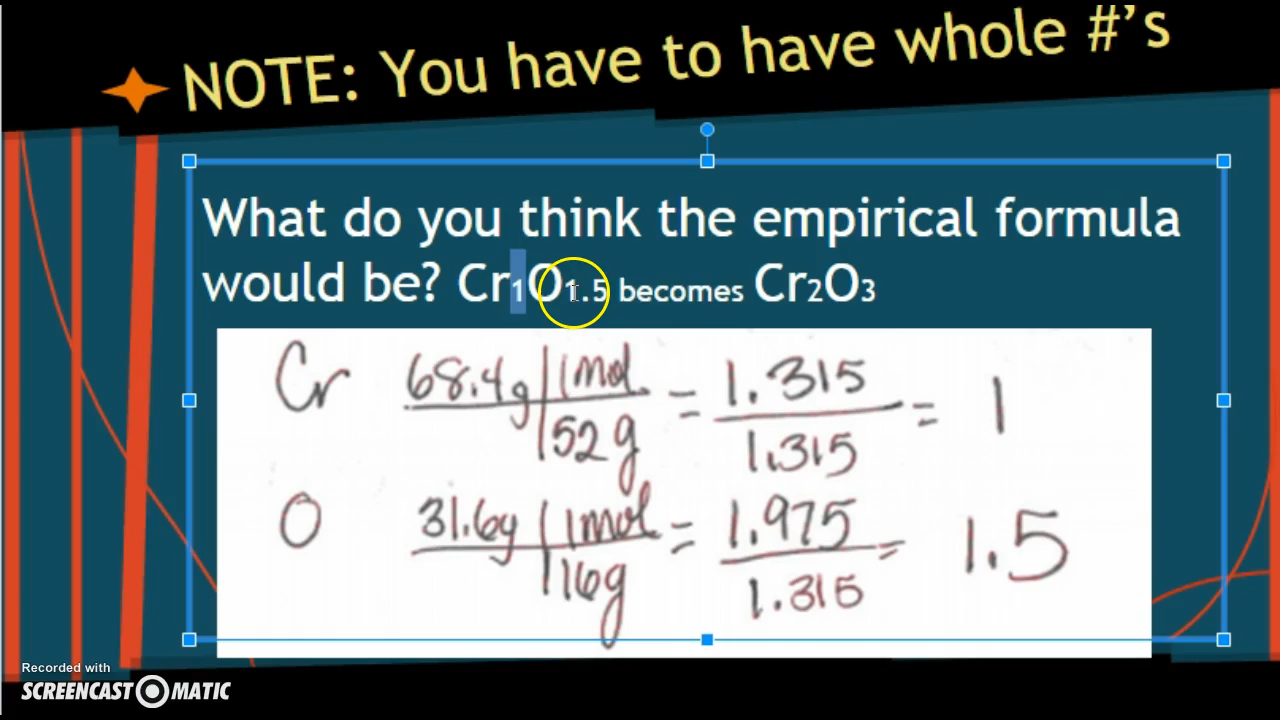 NOTE: You have to have whole #'s
What do you think the empirical formula
would be? Cr1O1.5 becomes Cr2O3
Cr 68.4g | 1mol = 1.315 = 1
52g 1.315
O 31.6g | 1mol = 1.975 = 1.5
16g 1.315
Recorded with
SCREENCAST O MATIC